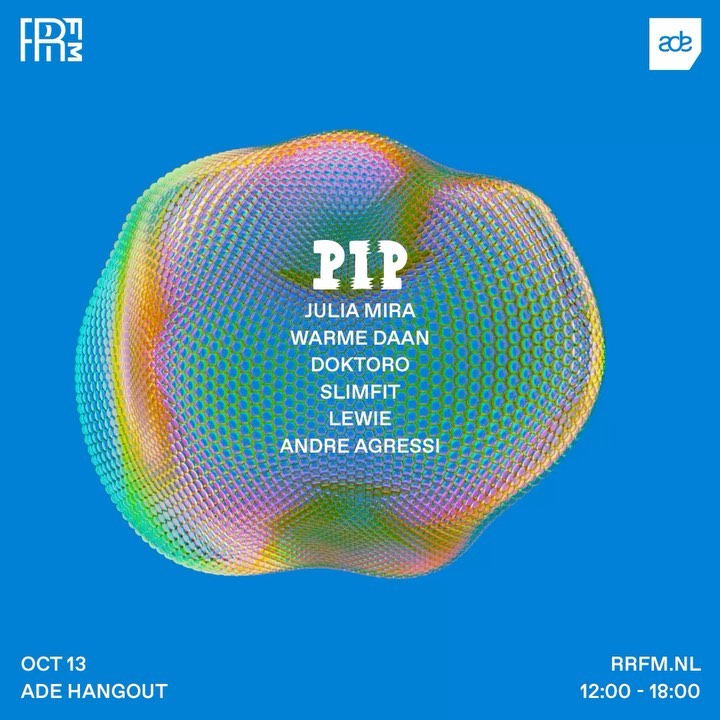 RRFM
ade
PIP
JULIA MIRA
WARME DAAN
DOKTORO
SLIMFIT
LEWIE
ANDRE AGRESSI
OCT 13
ADE HANGOUT
RRFM.NL
12:00 - 18:00